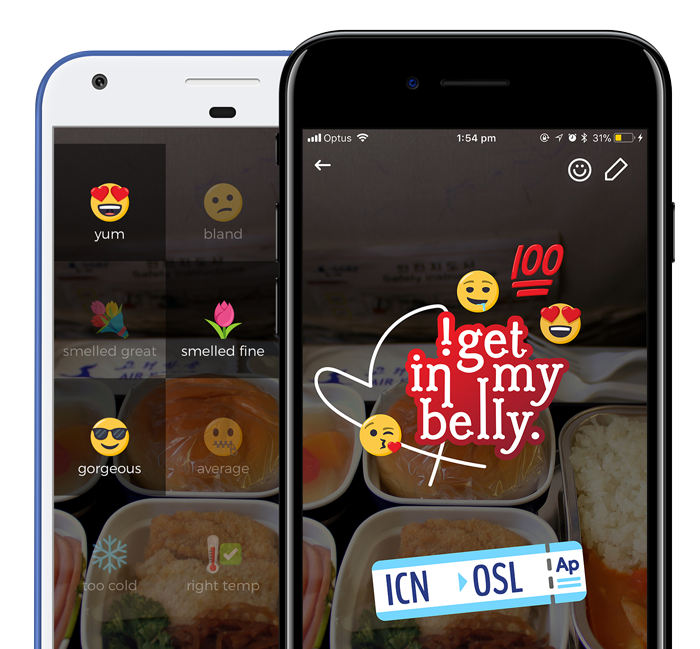 yum
bland
smelled great
smelled fine
gorgeous
average
too cold
right temp
Optus
1:54 pm
31%
100
!get
in my
belly.
ICN
OSL
Ap